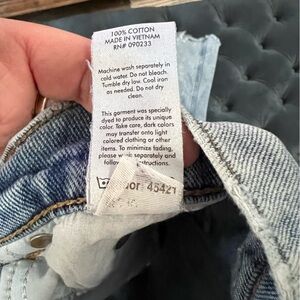 100% COTTON
MADE IN VIETNAM
RN# 090233
Machine wash separately in
cold water. Do not bleach.
Tumble dry low. Cool iron
as needed. Do not dry
clean.
This garment was specially
dyed to produce its unique
color. Take care, dark colors
may transfer onto light
colored clothing or other
items. To minimize fading,
please wash separately and
follow instructions.
45421